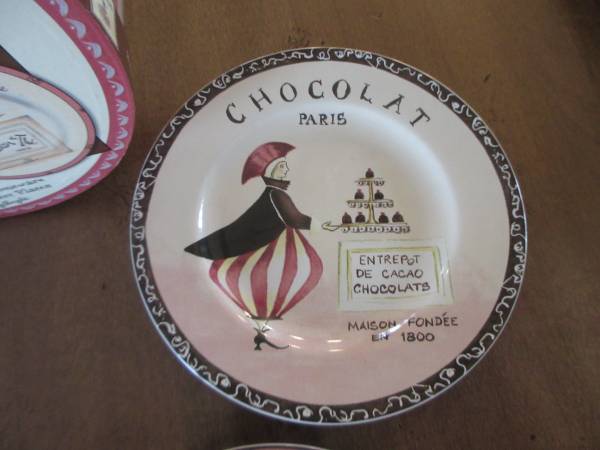 CHOCOLAT
PARIS
ENTREPOT
DE CACAO
CHOCOLATS
MAISON FONDÉE
EN 1800